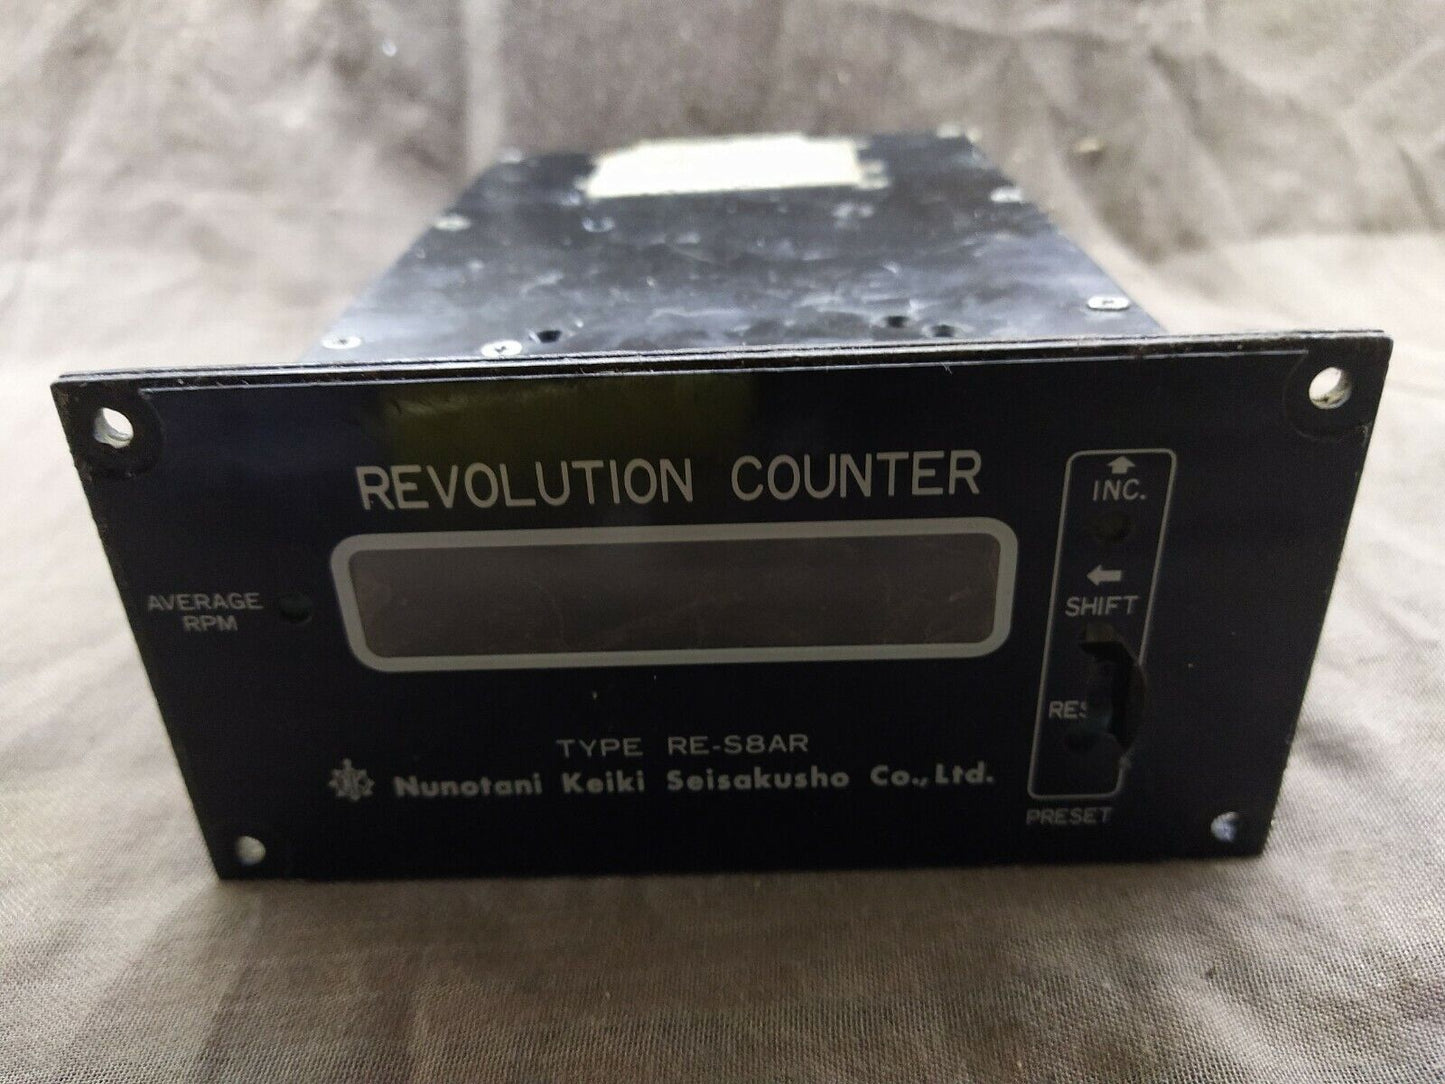 REVOLUTION COUNTER
INC.
SHIFT
AVERAGE
RPM
TYPE RE-S8AR
Nunotani Keiki Seisakusho Co., Ltd.
PRESET